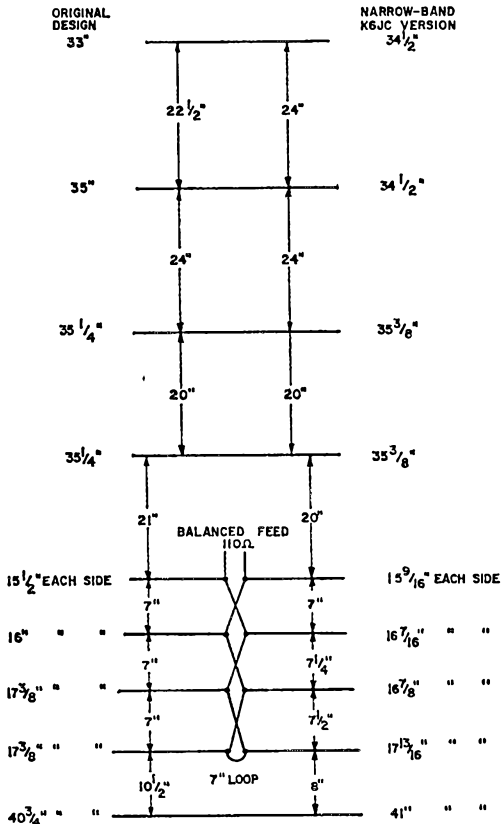 ORIGINAL DESIGN
NARROW-BAND K6JC VERSION
33"
34 1/2"
22 1/2"
24"
35"
34 1/2"
24"
24"
35 1/4"
35 3/8"
20"
20"
35 1/4"
35 3/8"
21"
20"
BALANCED FEED
110Ω
15 1/2" EACH SIDE
15 9/16" EACH SIDE
7"
7"
16" " "
16 7/16" " "
7"
7 1/4"
17 3/8" " "
16 7/8" " "
7"
7 1/2"
17 3/8" " "
17 13/16" " "
7" LOOP
10 1/2"
8"
40 3/4" " "
41" " "